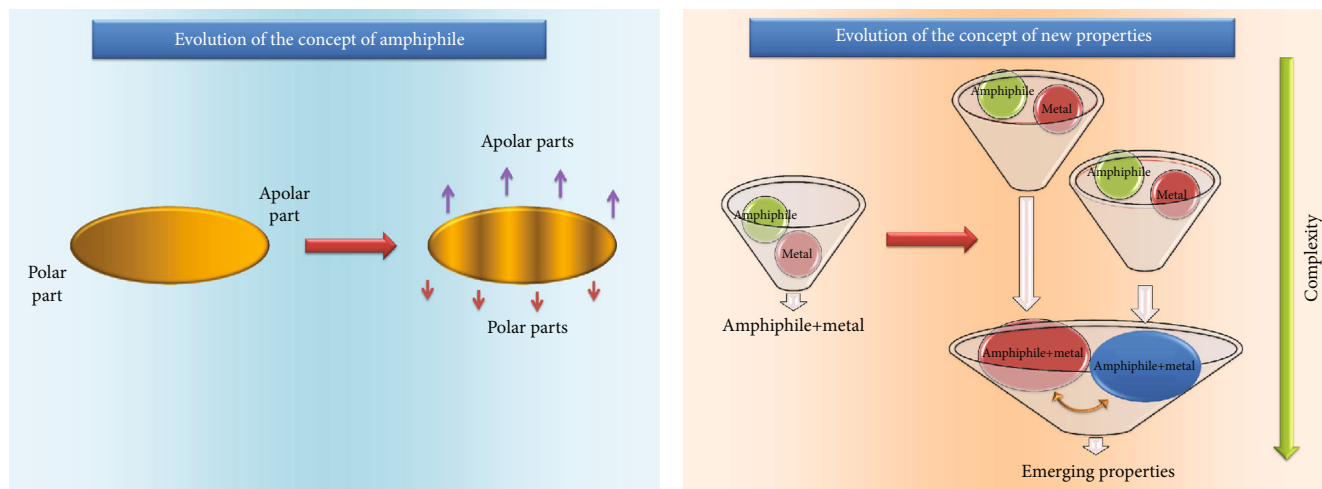 Evolution of the concept of amphiphile
Apolar parts
Apolar
part
Polar
part
Polar parts
Evolution of the concept of new properties
Amphiphile
Metal
Amphiphile
Metal
Amphiphile
Metal
Amphiphile+metal
Amphiphile+metal
Amphiphile+metal
Emerging properties
Complexity